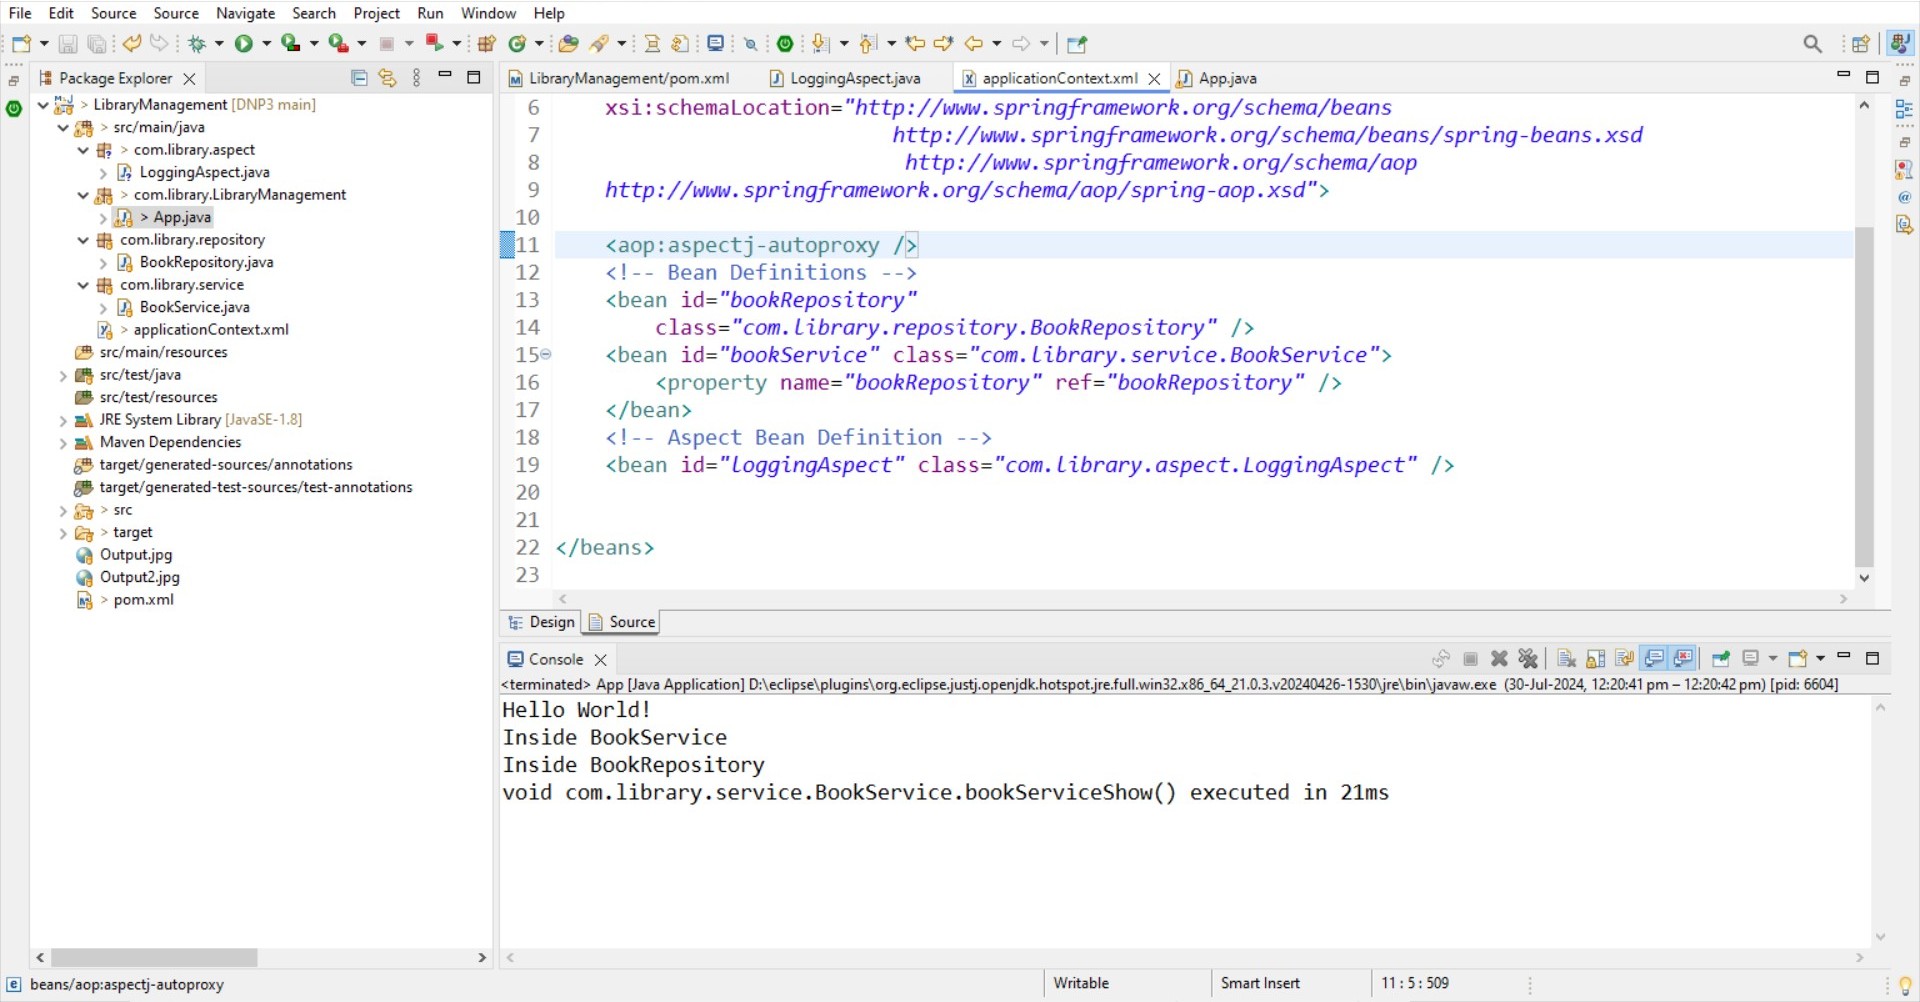 File Edit Source Source Navigate Search Project Run Window Help
Package Explorer
LibraryManagement [DNP3 main]
src/main/java
com.library.aspect
LoggingAspect.java
com.library.LibraryManagement
App.java
com.library.repository
BookRepository.java
com.library.service
BookService.java
applicationContext.xml
src/main/resources
src/test/java
src/test/resources
JRE System Library [JavaSE-1.8]
Maven Dependencies
target/generated-sources/annotations
target/generated-test-sources/test-annotations
src
target
Output.jpg
Output2.jpg
pom.xml
LibraryManagement/pom.xml LoggingAspect.java applicationContext.xml App.java
6 xsi:schemaLocation="http://www.springframework.org/schema/beans
7 http://www.springframework.org/schema/beans/spring-beans.xsd
8 http://www.springframework.org/schema/aop
9 http://www.springframework.org/schema/aop/spring-aop.xsd">
10
11 <aop:aspectj-autoproxy />
12 <!-- Bean Definitions -->
13 <bean id="bookRepository"
14 class="com.library.repository.BookRepository" />
15 <bean id="bookService" class="com.library.service.BookService">
16 <property name="bookRepository" ref="bookRepository" />
17 </bean>
18 <!-- Aspect Bean Definition -->
19 <bean id="loggingAspect" class="com.library.aspect.LoggingAspect" />
20
21
22 </beans>
23
Design Source
Console
<terminated> App [Java Application] D:\eclipse\plugins\org.eclipse.justj.openjdk.hotspot.jre.full.win32.x86_64_21.0.3.v20240426-1530\jre\bin\javaw.exe (30-Jul-2024, 12:20:41 pm – 12:20:42 pm) [pid: 6604]
Hello World!
Inside BookService
Inside BookRepository
void com.library.service.BookService.bookServiceShow() executed in 21ms
beans/aop:aspectj-autoproxy Writable Smart Insert 11 : 5 : 509